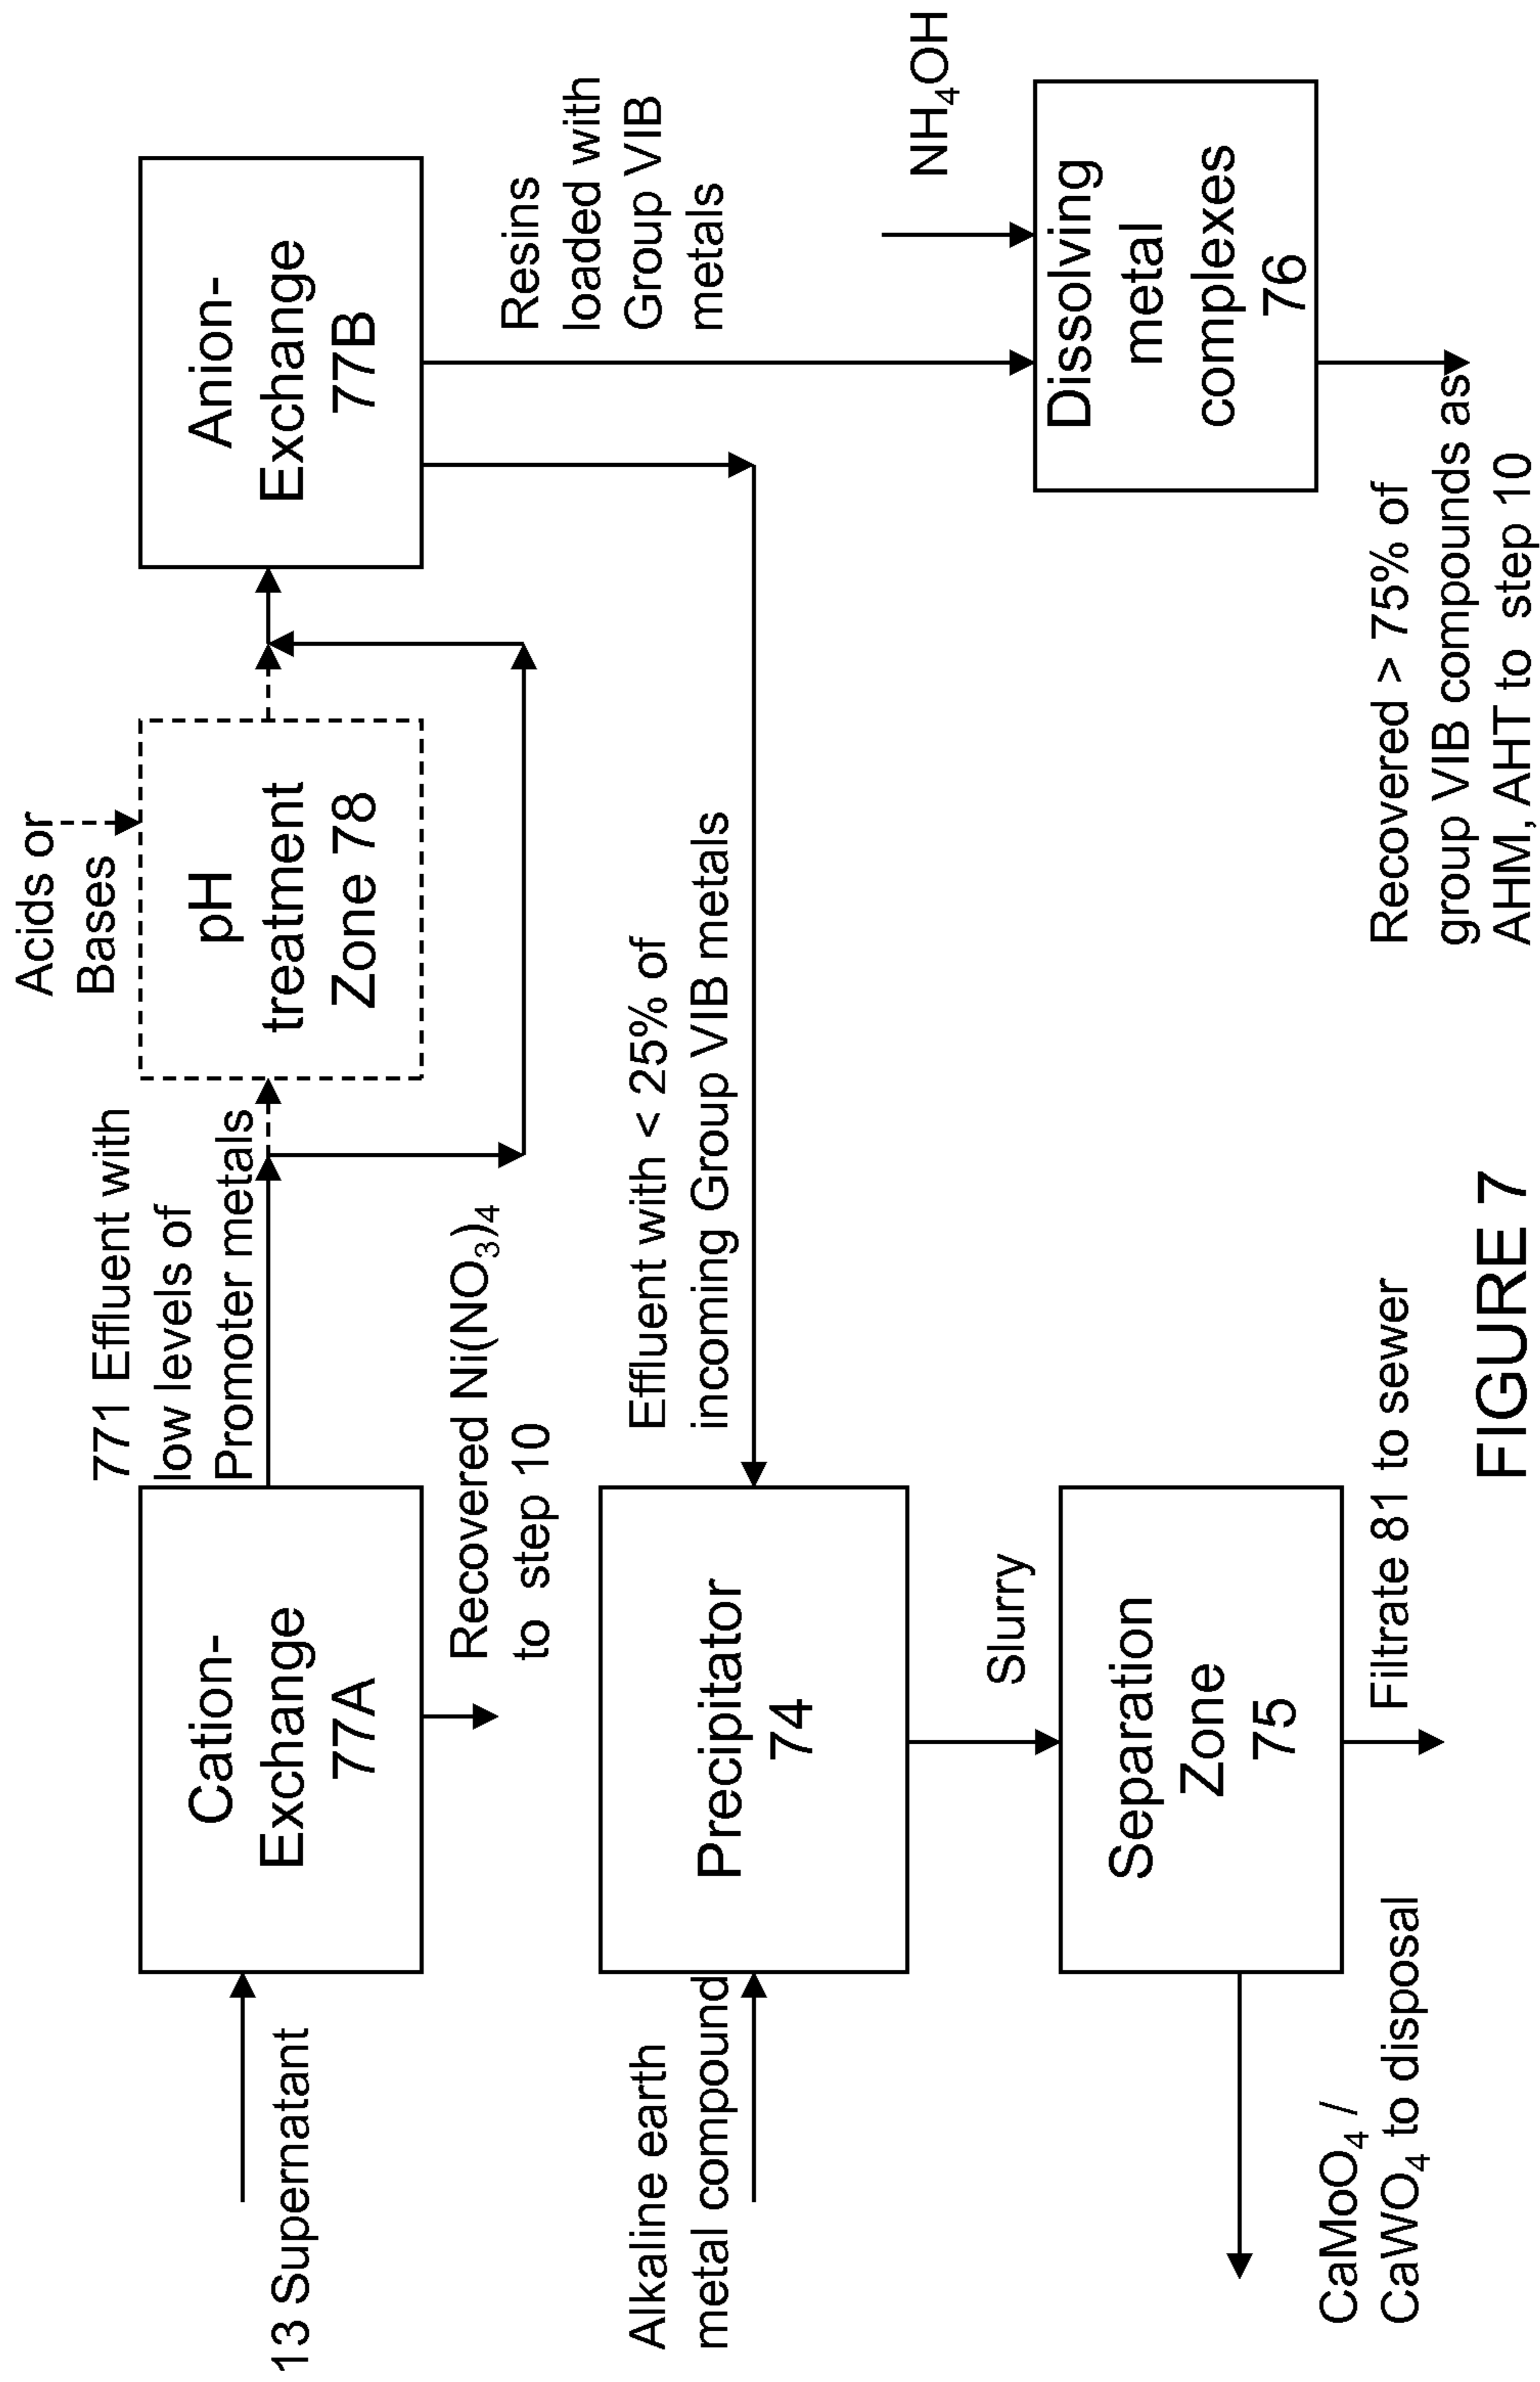 13 Supernatant
Cation-
Exchange
77A
771 Effluent with
low levels of
Promoter metals
Recovered Ni(NO₃)₄
to step 10
Acids or
Bases
pH
treatment
Zone 78
Anion-
Exchange
77B
Resins
loaded with
Group VIB
metals
Alkaline earth
metal compound
Precipitator
74
Effluent with < 25% of
incoming Group VIB metals
NH₄OH
Slurry
Separation
Zone
75
Dissolving
metal
complexes
76
CaMoO₄ /
CaWO₄ to disposal
Filtrate 81 to sewer
Recovered > 75% of
group VIB compounds as
AHM, AHT to step 10
FIGURE 7